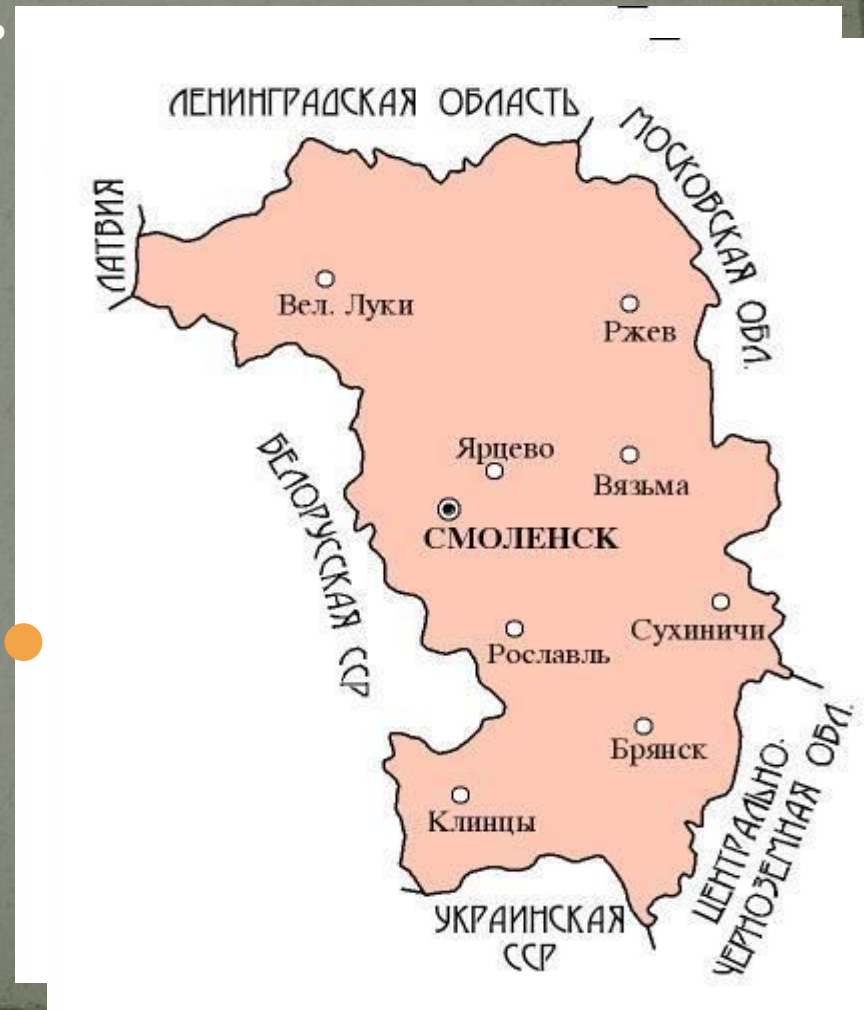 ЛЕНИНГРАДСКАЯ ОБЛАСТЬ
МОСКОВСКАЯ ОБЛ.
ЛАТВИЯ
Вел. Луки
Ржев
Ярцево
Вязьма
БЕЛОРУССКАЯ ССР
СМОЛЕНСК
Сухиничи
Рославль
Брянск
Клинцы
ЦЕНТРАЛЬНО-
ЧЕРНОЗЕМНАЯ ОБЛ.
УКРАИНСКАЯ
ССР